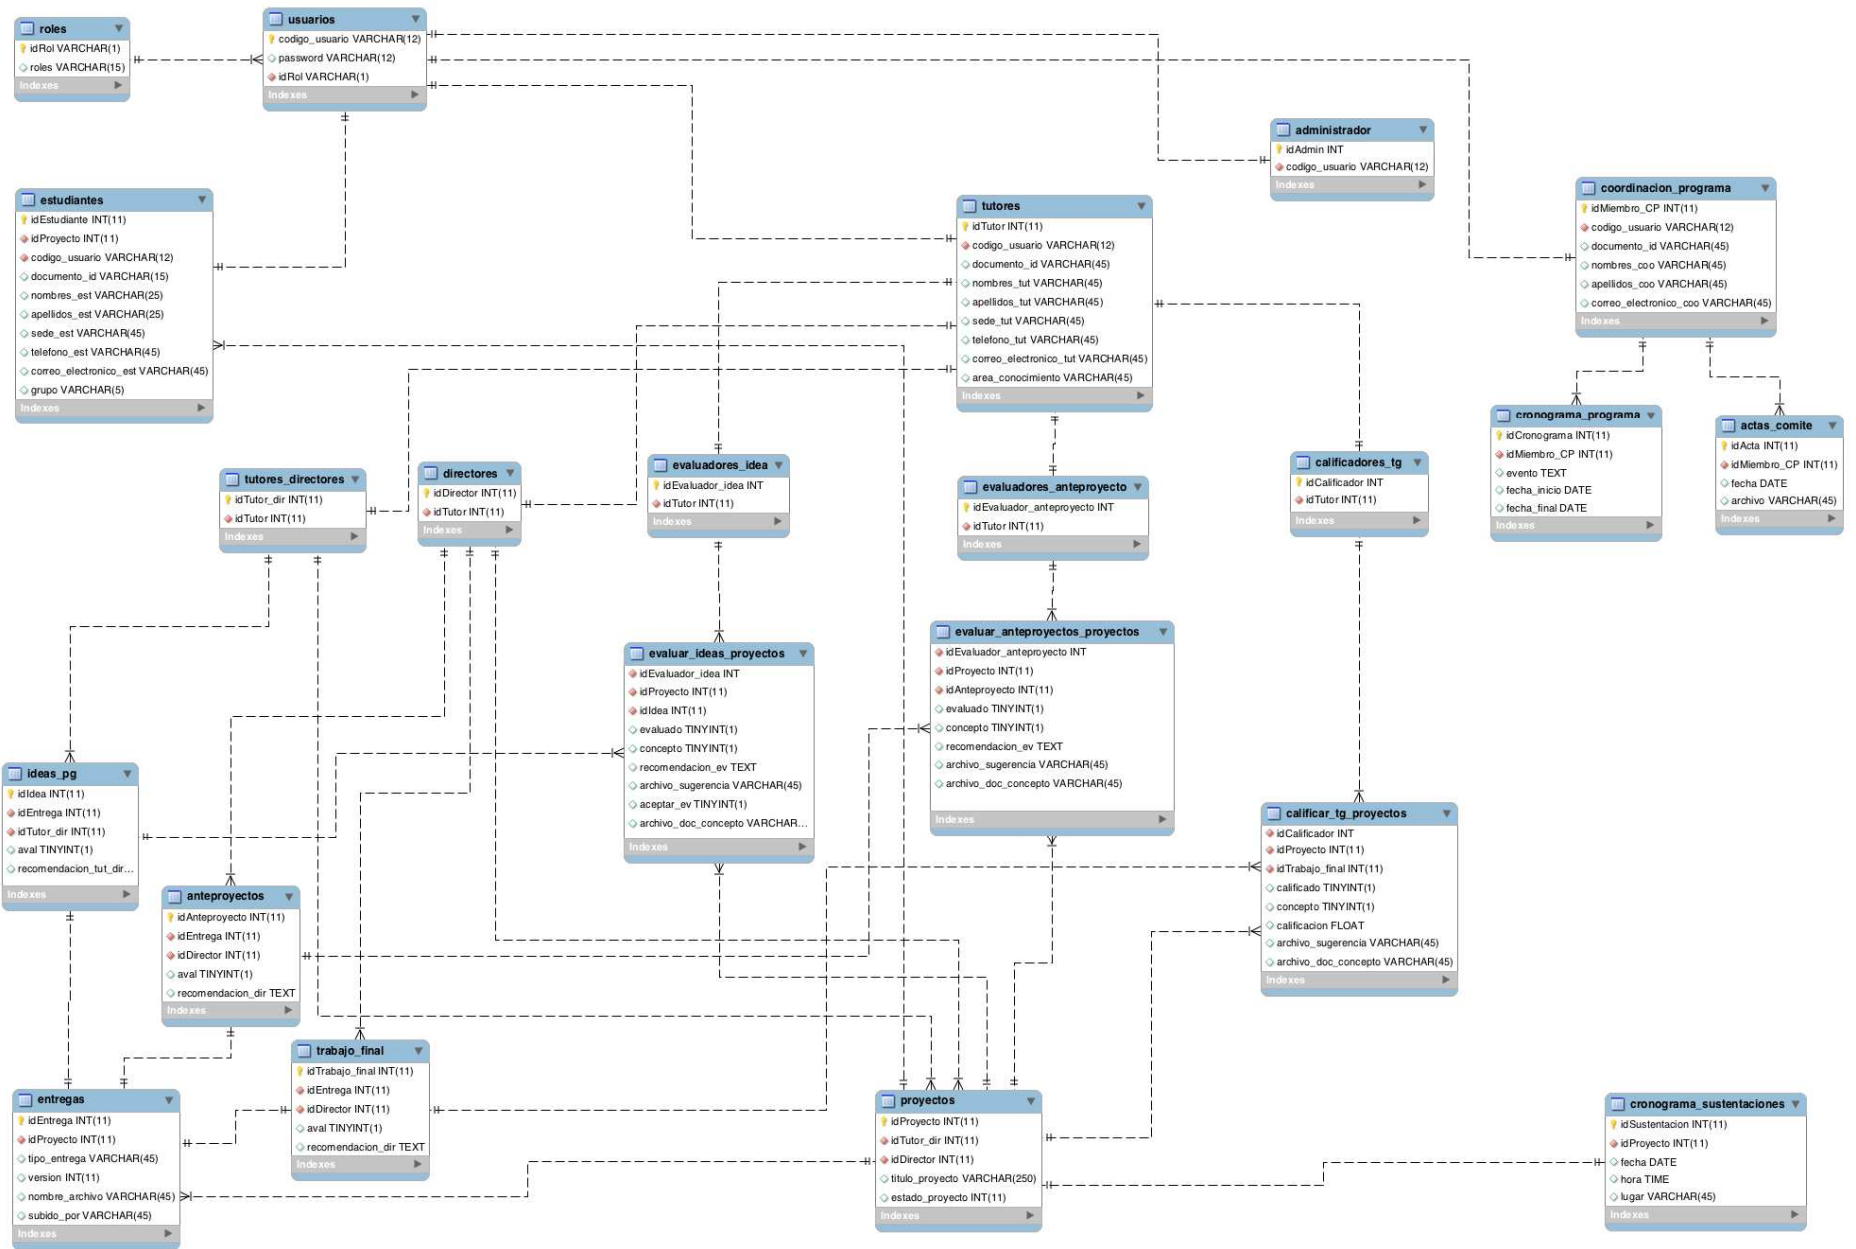 roles
idRol VARCHAR(1)
roles VARCHAR(15)
Indexes
usuarios
codigo_usuario VARCHAR(12)
password VARCHAR(12)
idRol VARCHAR(1)
Indexes
administrador
idAdmin INT
codigo_usuario VARCHAR(12)
Indexes
coordinacion_programa
idMiembro_CP INT(11)
codigo_usuario VARCHAR(12)
documento_id VARCHAR(45)
nombres_coo VARCHAR(45)
apellidos_coo VARCHAR(45)
correo_electronico_coo VARCHAR(45)
Indexes
estudiantes
idEstudiante INT(11)
idProyecto INT(11)
codigo_usuario VARCHAR(12)
documento_id VARCHAR(15)
nombres_est VARCHAR(25)
apellidos_est VARCHAR(25)
sede_est VARCHAR(45)
telefono_est VARCHAR(45)
correo_electronico_est VARCHAR(45)
grupo VARCHAR(5)
Indexes
tutores
idTutor INT(11)
codigo_usuario VARCHAR(12)
documento_id VARCHAR(45)
nombres_tut VARCHAR(45)
apellidos_tut VARCHAR(45)
sede_tut VARCHAR(45)
telefono_tut VARCHAR(45)
correo_electronico_tut VARCHAR(45)
area_conocimiento VARCHAR(45)
Indexes
cronograma_programa
idCronograma INT(11)
idMiembro_CP INT(11)
evento TEXT
fecha_inicio DATE
fecha_final DATE
Indexes
actas_comite
idActa INT(11)
idMiembro_CP INT(11)
fecha DATE
archivo VARCHAR(45)
Indexes
tutores_directores
idTutor_dir INT(11)
idTutor INT(11)
Indexes
directores
idDirector INT(11)
idTutor INT(11)
Indexes
evaluadores_idea
idEvaluador_idea INT
idTutor INT(11)
Indexes
evaluadores_anteproyecto
idEvaluador_anteproyecto INT
idTutor INT(11)
Indexes
calificadores_tg
idCalificador INT
idTutor INT(11)
Indexes
evaluar_ideas_proyectos
idEvaluador_idea INT
idProyecto INT(11)
idIdea INT(11)
evaluado TINYINT(1)
concepto TINYINT(1)
recomendacion_ev TEXT
archivo_sugerencia VARCHAR(45)
aceptar_ev TINYINT(1)
archivo_doc_concepto VARCHAR...
Indexes
evaluar_anteproyectos_proyectos
idEvaluador_anteproyecto INT
idProyecto INT(11)
idAnteproyecto INT(11)
evaluado TINYINT(1)
concepto TINYINT(1)
recomendacion_ev TEXT
archivo_sugerencia VARCHAR(45)
archivo_doc_concepto VARCHAR(45)
Indexes
ideas_pg
idIdea INT(11)
idEntrega INT(11)
idTutor_dir INT(11)
aval TINYINT(1)
recomendacion_tut_dir...
Indexes
calificar_tg_proyectos
idCalificador INT
idProyecto INT(11)
idTrabajo_final INT(11)
calificado TINYINT(1)
concepto TINYINT(1)
calificacion FLOAT
archivo_sugerencia VARCHAR(45)
archivo_doc_concepto VARCHAR(45)
Indexes
anteproyectos
idAnteproyecto INT(11)
idEntrega INT(11)
idDirector INT(11)
aval TINYINT(1)
recomendacion_dir TEXT
Indexes
trabajo_final
idTrabajo_final INT(11)
idEntrega INT(11)
idDirector INT(11)
aval TINYINT(1)
recomendacion_dir TEXT
Indexes
entregas
idEntrega INT(11)
idProyecto INT(11)
tipo_entrega VARCHAR(45)
version INT(11)
nombre_archivo VARCHAR(45)
subido_por VARCHAR(45)
Indexes
proyectos
idProyecto INT(11)
idTutor_dir INT(11)
idDirector INT(11)
titulo_proyecto VARCHAR(250)
estado_proyecto INT(11)
Indexes
cronograma_sustentaciones
idSustentacion INT(11)
idProyecto INT(11)
fecha DATE
hora TIME
lugar VARCHAR(45)
Indexes